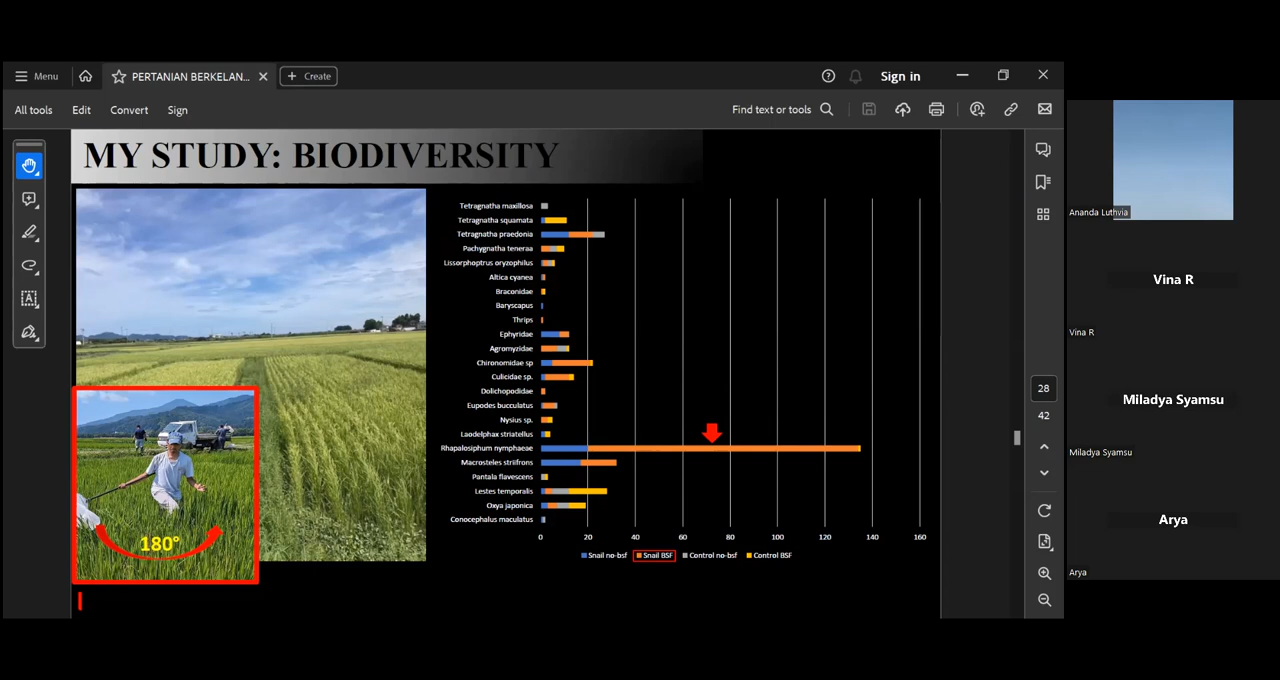 Menu
PERTANIAN BERKELAN...
Create
Sign in
All tools
Edit
Convert
Sign
Find text or tools
MY STUDY: BIODIVERSITY
180°
Tetragnatha maxillosa
Tetragnatha squamata
Tetragnatha praedonia
Pachygnatha teneraa
Lissorphoptrus oryzophilus
Altica cyanea
Braconidae
Baryscapus
Thrips
Ephyridae
Agromyzidae
Chironomidae sp
Culicidae sp.
Dolichopodidae
Eupodes bucculatus
Nysius sp.
Laodelphax striatellus
Rhapalosiphum nymphaeae
Macrosteles striifrons
Pantala flavescens
Lestes temporalis
Oxya japonica
Conocephalus maculatus
0 20 40 60 80 100 120 140 160
Snail no-bsf Snail BSF Control no-bsf Control BSF
28
42
Ananda Luthvia
Vina R
Vina R
Miladya Syamsu
Miladya Syamsu
Arya
Arya